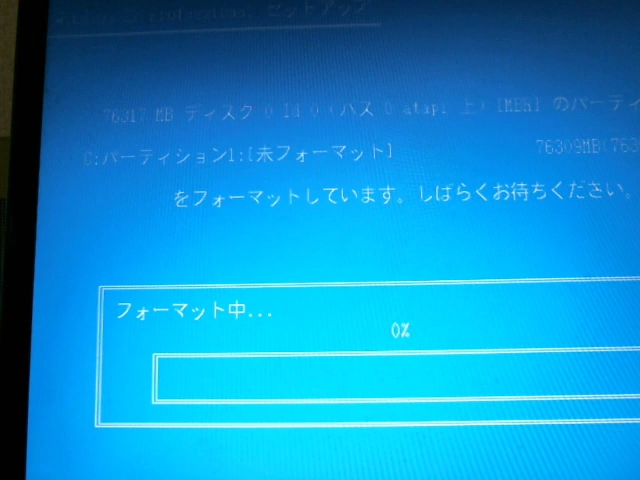 セットアップ
76317 MB ディスク 0 Id 0 (バス 0 atapi 上) [MBR] のパーティ
C:パーティション1:[未フォーマット] 76309MB(763
をフォーマットしています。しばらくお待ちください。
フォーマット中...
0%